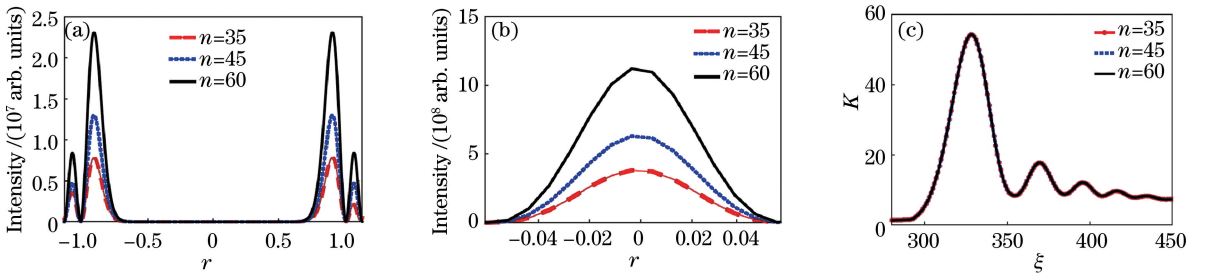 (a)
Intensity /(10⁷ arb. units)
2.5
2.0
1.5
1.0
0.5
0
−1.0 −0.5 0 0.5 1.0
r
n=35
n=45
n=60
(b)
Intensity /(10⁸ arb. units)
15
10
5
0
−0.04 −0.02 0 0.02 0.04
r
n=35
n=45
n=60
(c)
K
60
40
20
0
300 350 400 450
ξ
n=35
n=45
n=60